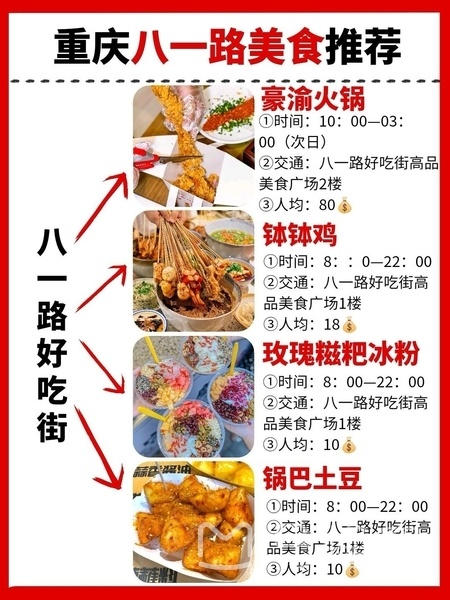 重庆八一路美食推荐
八一路好吃街
豪渝火锅
①时间：10：00—03：
00（次日）
②交通：八一路好吃街高品
美食广场2楼
③人均：80
钵钵鸡
①时间：8：：0—22：00
②交通：八一路好吃街高
品美食广场1楼
③人均：18
玫瑰糍粑冰粉
①时间：8：00—22：00
②交通：八一路好吃街高
品美食广场1楼
③人均：10
锅巴土豆
①时间：8：00—22：00
②交通：八一路好吃街高
品美食广场1楼
③人均：10